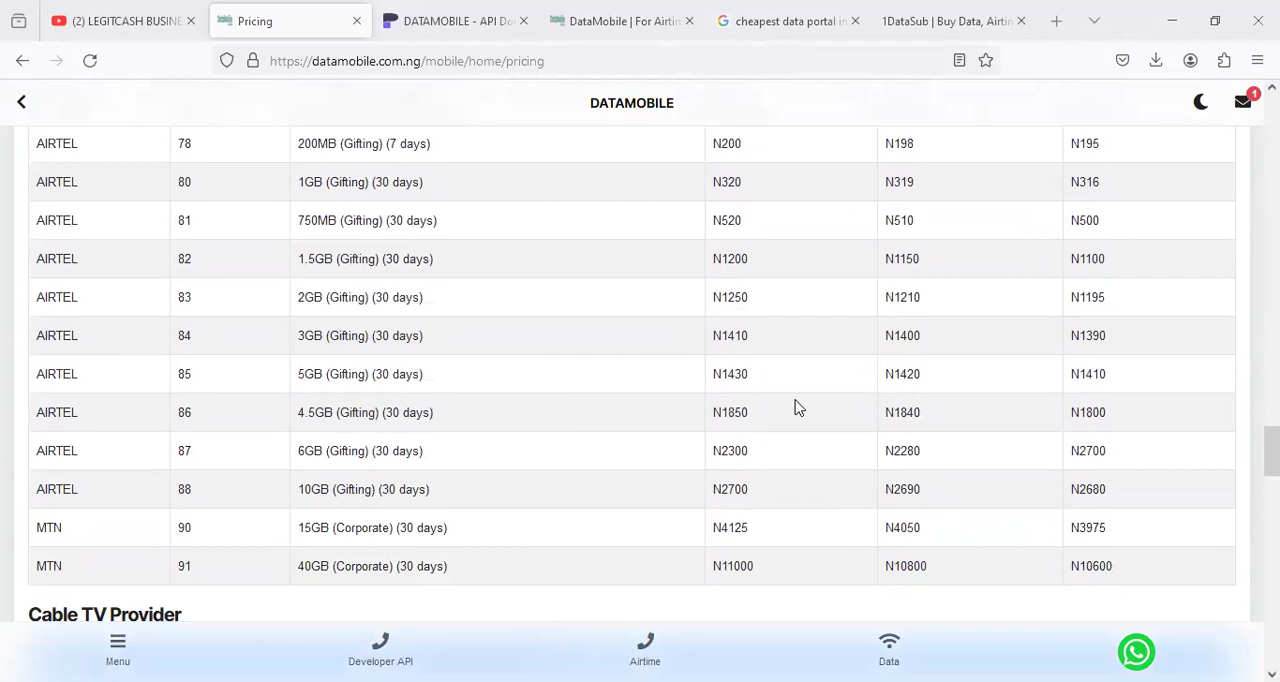 (2) LEGITCASH BUSINE
Pricing
DATAMOBILE - API Do
DataMobile | For Airtin
cheapest data portal in
1DataSub | Buy Data, Airtin
https://datamobile.com.ng/mobile/home/pricing
DATAMOBILE
1
AIRTEL 78 200MB (Gifting) (7 days) N200 N198 N195
AIRTEL 80 1GB (Gifting) (30 days) N320 N319 N316
AIRTEL 81 750MB (Gifting) (30 days) N520 N510 N500
AIRTEL 82 1.5GB (Gifting) (30 days) N1200 N1150 N1100
AIRTEL 83 2GB (Gifting) (30 days) N1250 N1210 N1195
AIRTEL 84 3GB (Gifting) (30 days) N1410 N1400 N1390
AIRTEL 85 5GB (Gifting) (30 days) N1430 N1420 N1410
AIRTEL 86 4.5GB (Gifting) (30 days) N1850 N1840 N1800
AIRTEL 87 6GB (Gifting) (30 days) N2300 N2280 N2700
AIRTEL 88 10GB (Gifting) (30 days) N2700 N2690 N2680
MTN 90 15GB (Corporate) (30 days) N4125 N4050 N3975
MTN 91 40GB (Corporate) (30 days) N11000 N10800 N10600
Cable TV Provider
Menu
Developer API
Airtime
Data